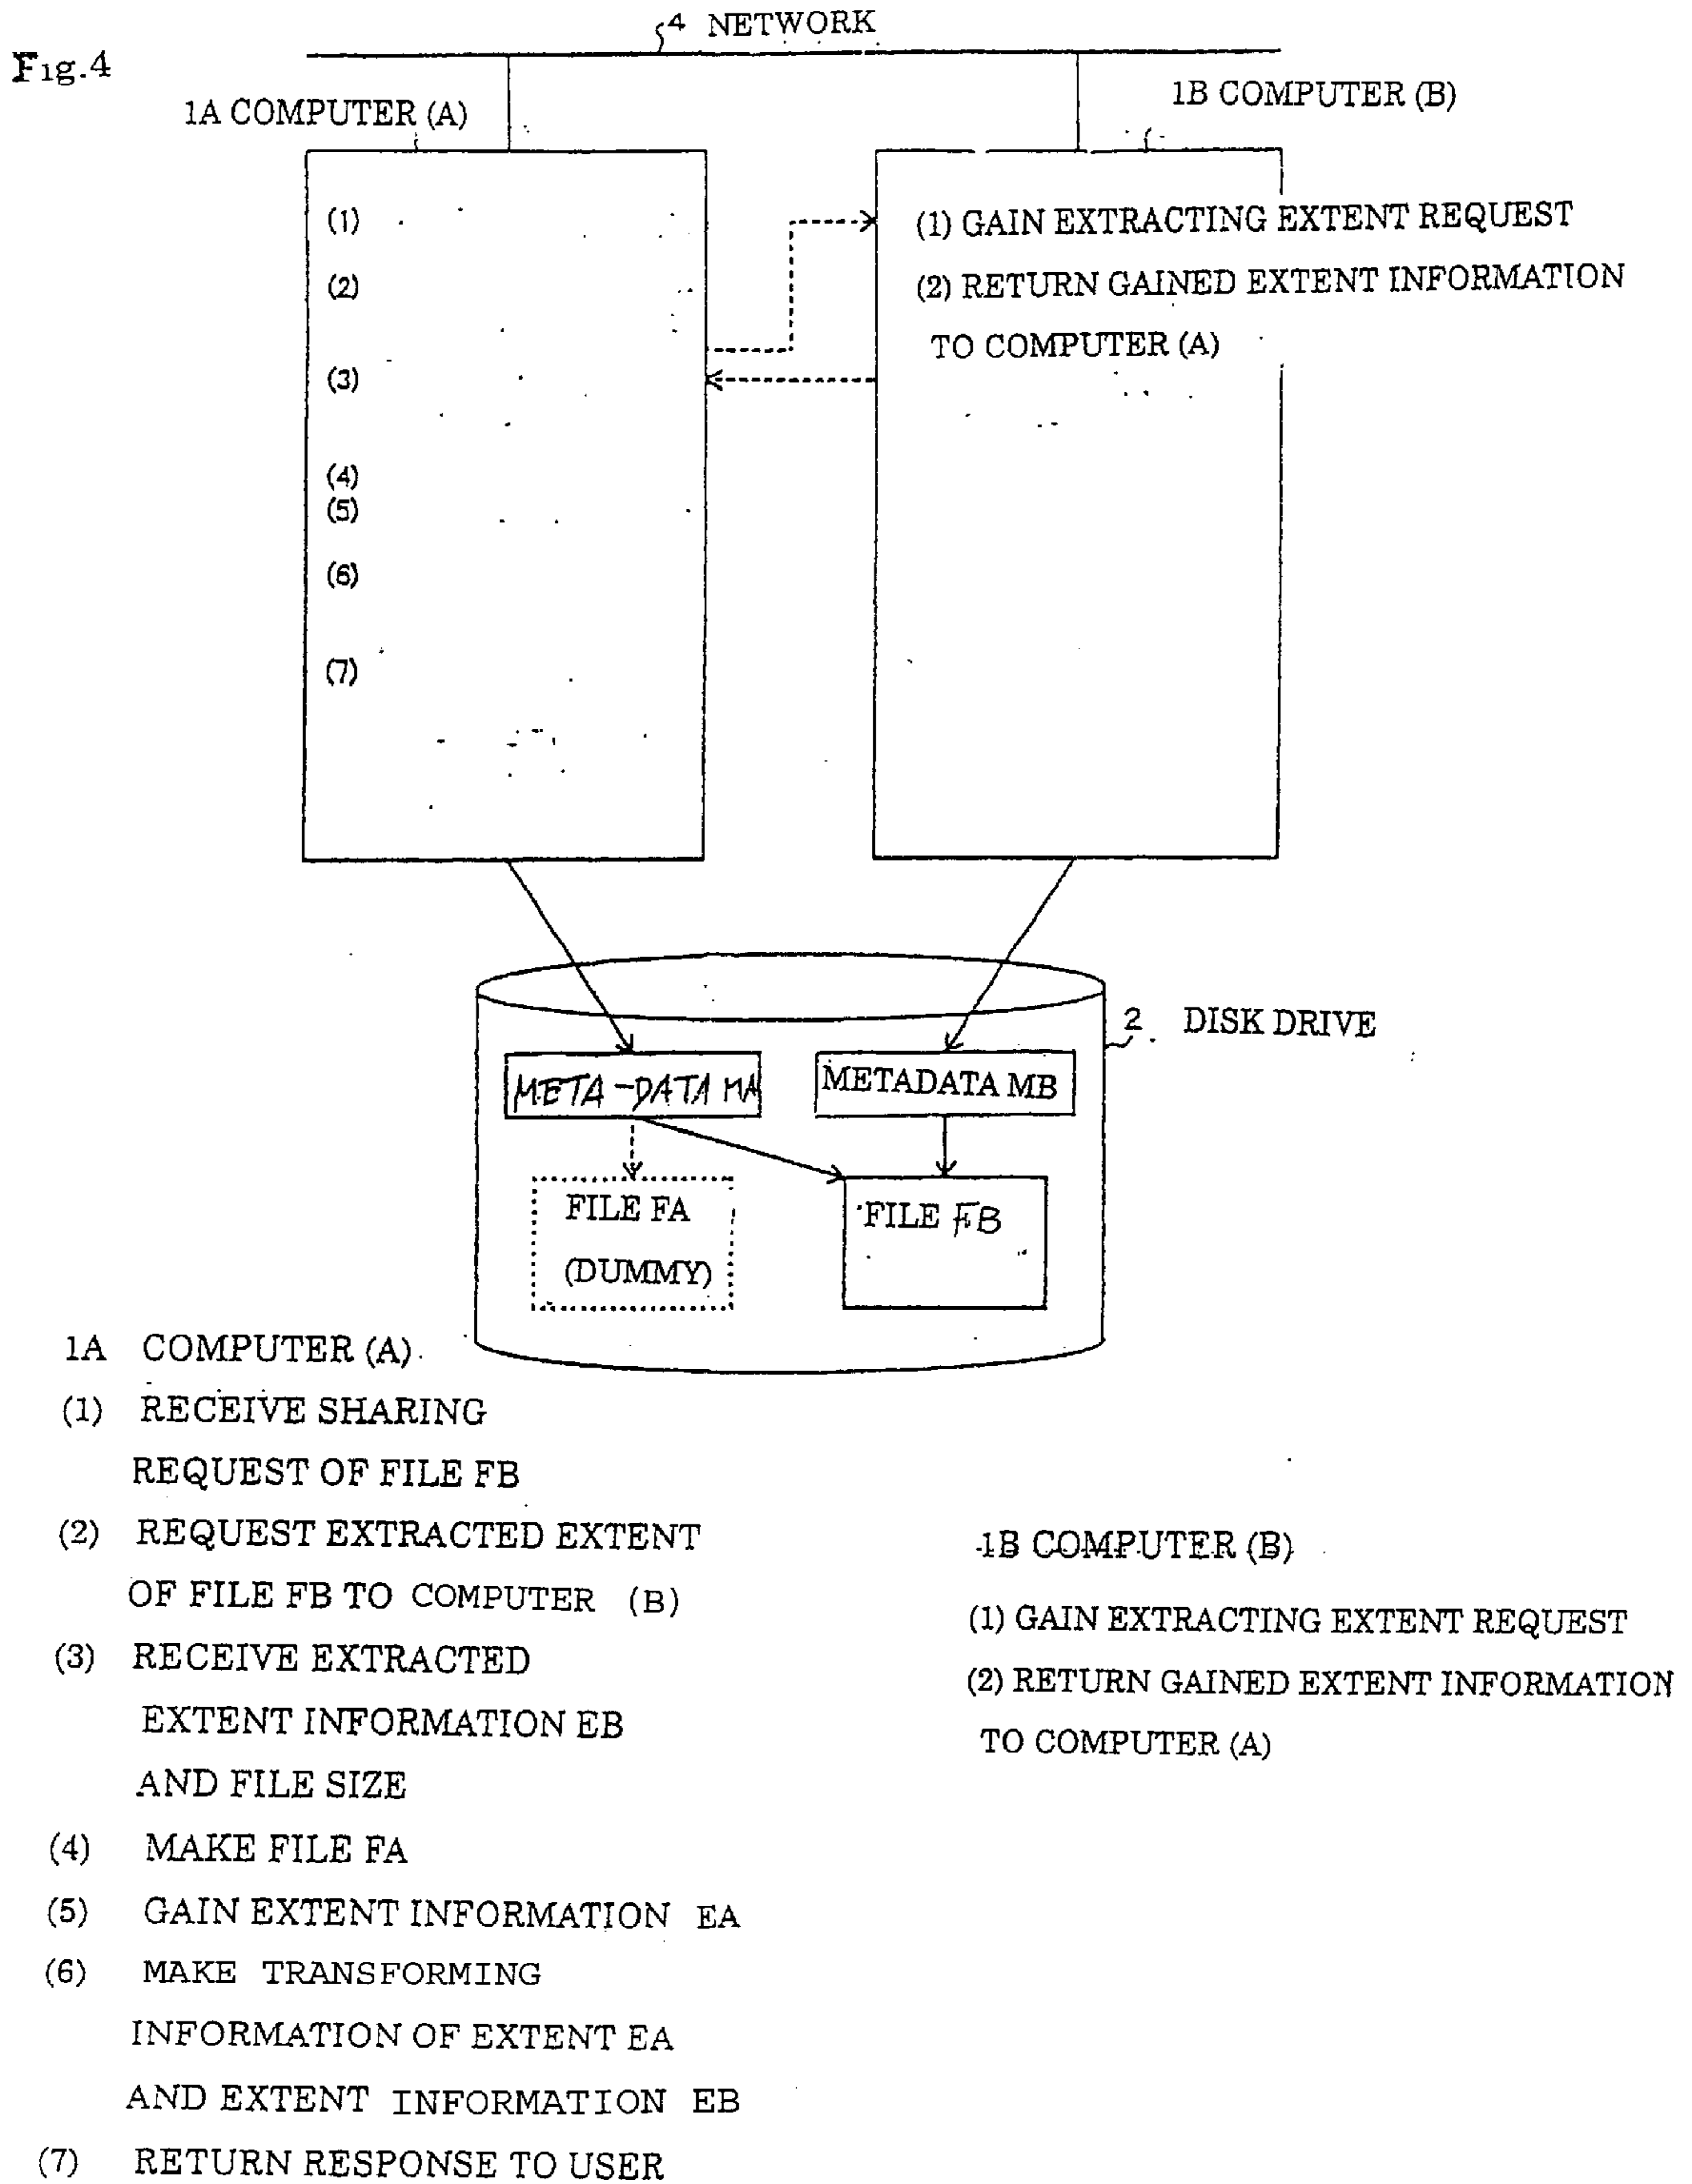 4 NETWORK
Fig.4
1A COMPUTER (A)
1B COMPUTER (B)
(1)
(2)
(3)
(4)
(5)
(6)
(7)
(1) GAIN EXTRACTING EXTENT REQUEST
(2) RETURN GAINED EXTENT INFORMATION
TO COMPUTER (A)
2 DISK DRIVE
META-DATA MA
METADATA MB
FILE FA
(DUMMY)
FILE FB
1A COMPUTER (A)
(1) RECEIVE SHARING
REQUEST OF FILE FB
(2) REQUEST EXTRACTED EXTENT
OF FILE FB TO COMPUTER (B)
(3) RECEIVE EXTRACTED
EXTENT INFORMATION EB
AND FILE SIZE
(4) MAKE FILE FA
(5) GAIN EXTENT INFORMATION EA
(6) MAKE TRANSFORMING
INFORMATION OF EXTENT EA
AND EXTENT INFORMATION EB
(7) RETURN RESPONSE TO USER
1B COMPUTER (B)
(1) GAIN EXTRACTING EXTENT REQUEST
(2) RETURN GAINED EXTENT INFORMATION
TO COMPUTER (A)